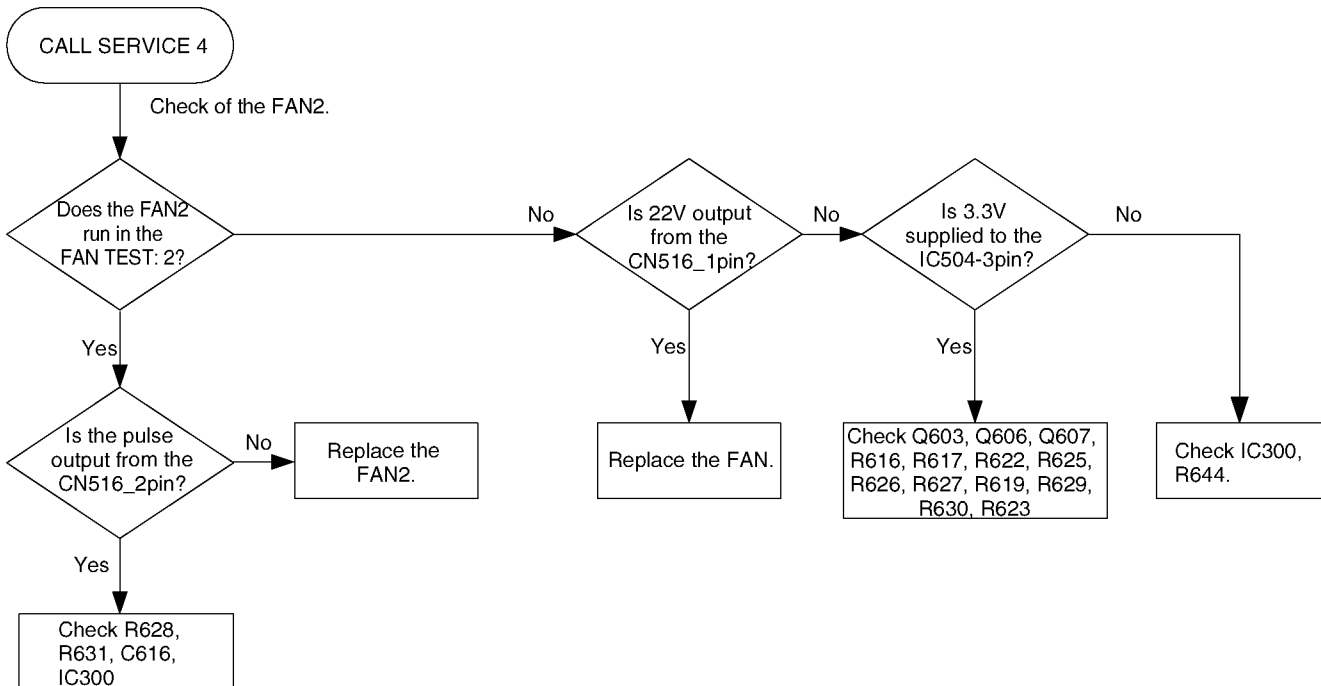 CALL SERVICE 4
Check of the FAN2.
Does the FAN2
run in the
FAN TEST: 2?
No
Is 22V output
from the
CN516_1pin?
No
Is 3.3V
supplied to the
IC504-3pin?
No
Yes
Yes
Yes
Is the pulse
output from the
CN516_2pin?
No
Replace the
FAN2.
Replace the FAN.
Check Q603, Q606, Q607,
R616, R617, R622, R625,
R626, R627, R619, R629,
R630, R623
Check IC300,
R644.
Yes
Check R628,
R631, C616,
IC300